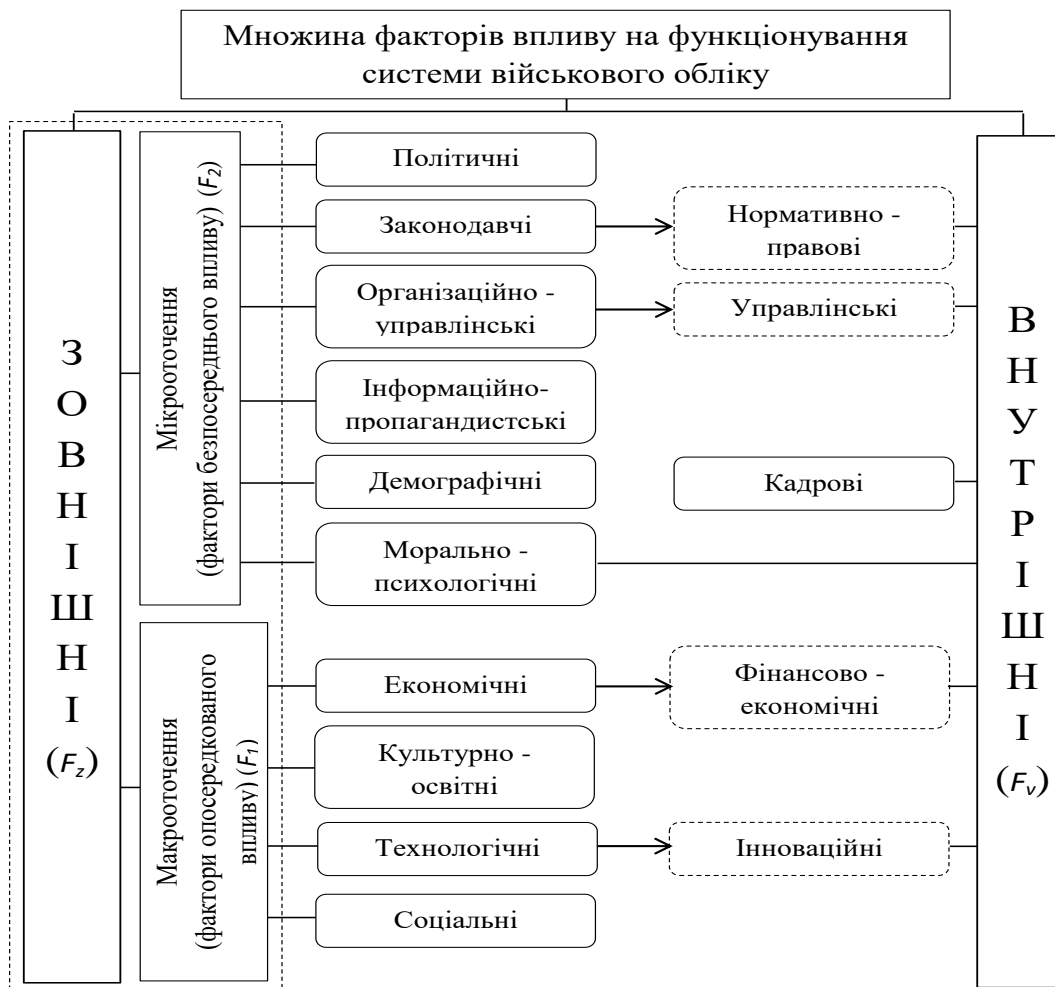 Множина факторів впливу на функціонування
системи військового обліку
ЗОВНІШНІ
(Fz)
Мікрооточення
(фактори безпосереднього впливу) (F2)
Політичні
Законодавчі
Організаційно -
управлінські
Інформаційно-
пропагандистські
Демографічні
Морально -
психологічні
Нормативно -
правові
Управлінські
Кадрові
Макрооточення
(фактори опосередкованого
впливу) (F1)
Економічні
Культурно -
освітні
Технологічні
Соціальні
Фінансово -
економічні
Інноваційні
ВНУТРІШНІ
(Fv)